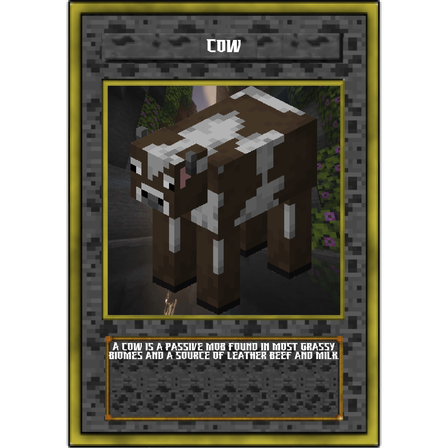 COW
A COW IS A PASSIVE MOB FOUND IN MOST GRASSY
BIOMES AND A SOURCE OF LEATHER BEEF AND MILK